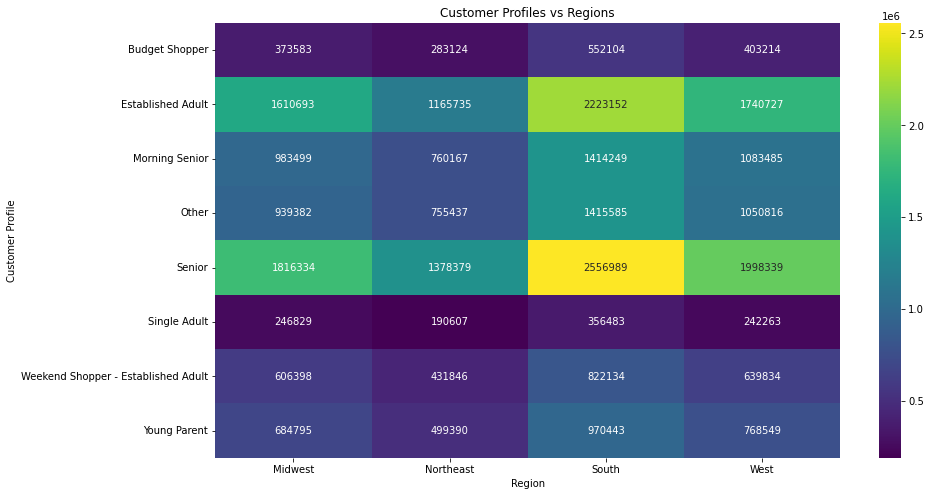 Customer Profiles vs Regions
1e6
Budget Shopper 373583 283124 552104 403214
2.5
Established Adult 1610693 1165735 2223152 1740727
2.0
Morning Senior 983499 760167 1414249 1083485
Other 939382 755437 1415585 1050816
1.5
Senior 1816334 1378379 2556989 1998339
Customer Profile
1.0
Single Adult 246829 190607 356483 242263
Weekend Shopper - Established Adult 606398 431846 822134 639834
0.5
Young Parent 684795 499390 970443 768549
Midwest Northeast South West
Region